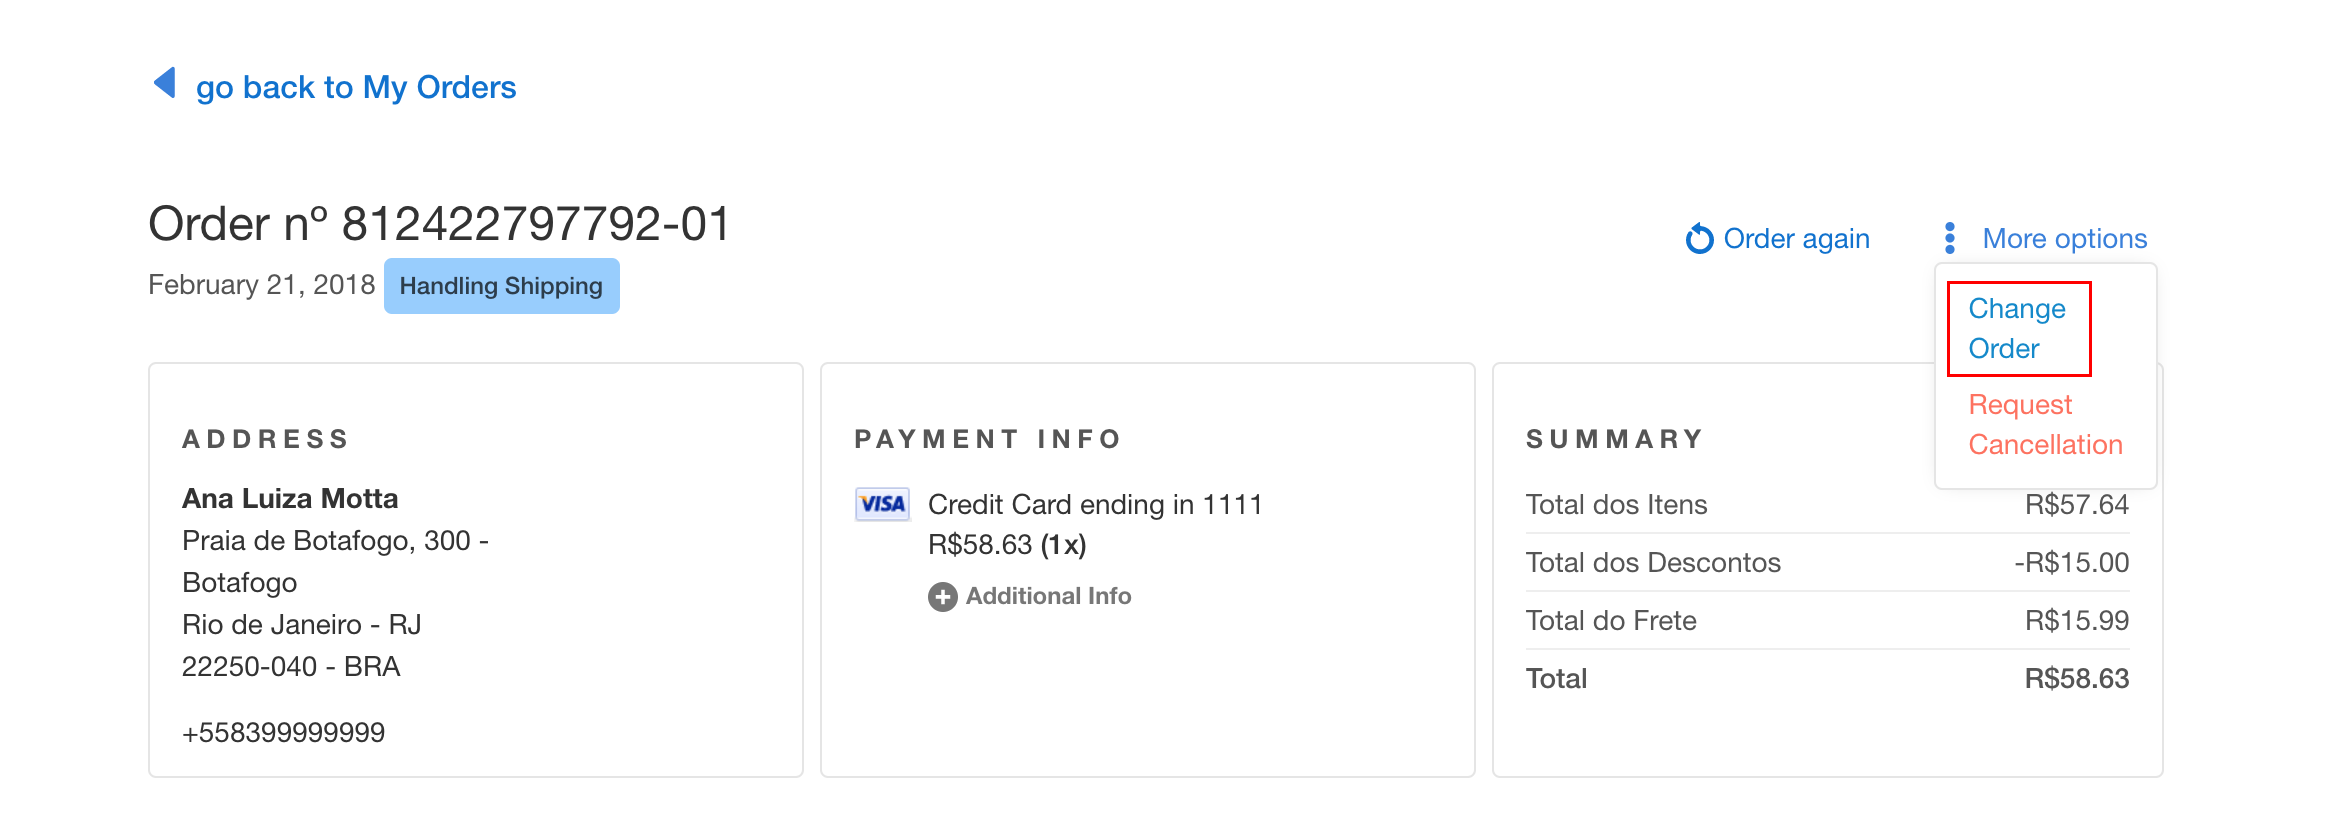 go back to My Orders
Order nº 812422797792-01
Order again
More options
February 21, 2018 Handling Shipping
Change
Order
Request
Cancellation
ADDRESS
Ana Luiza Motta
Praia de Botafogo, 300 -
Botafogo
Rio de Janeiro - RJ
22250-040 - BRA
+558399999999
PAYMENT INFO
VISA Credit Card ending in 1111
R$58.63 (1x)
Additional Info
SUMMARY
Total dos Itens R$57.64
Total dos Descontos -R$15.00
Total do Frete R$15.99
Total R$58.63